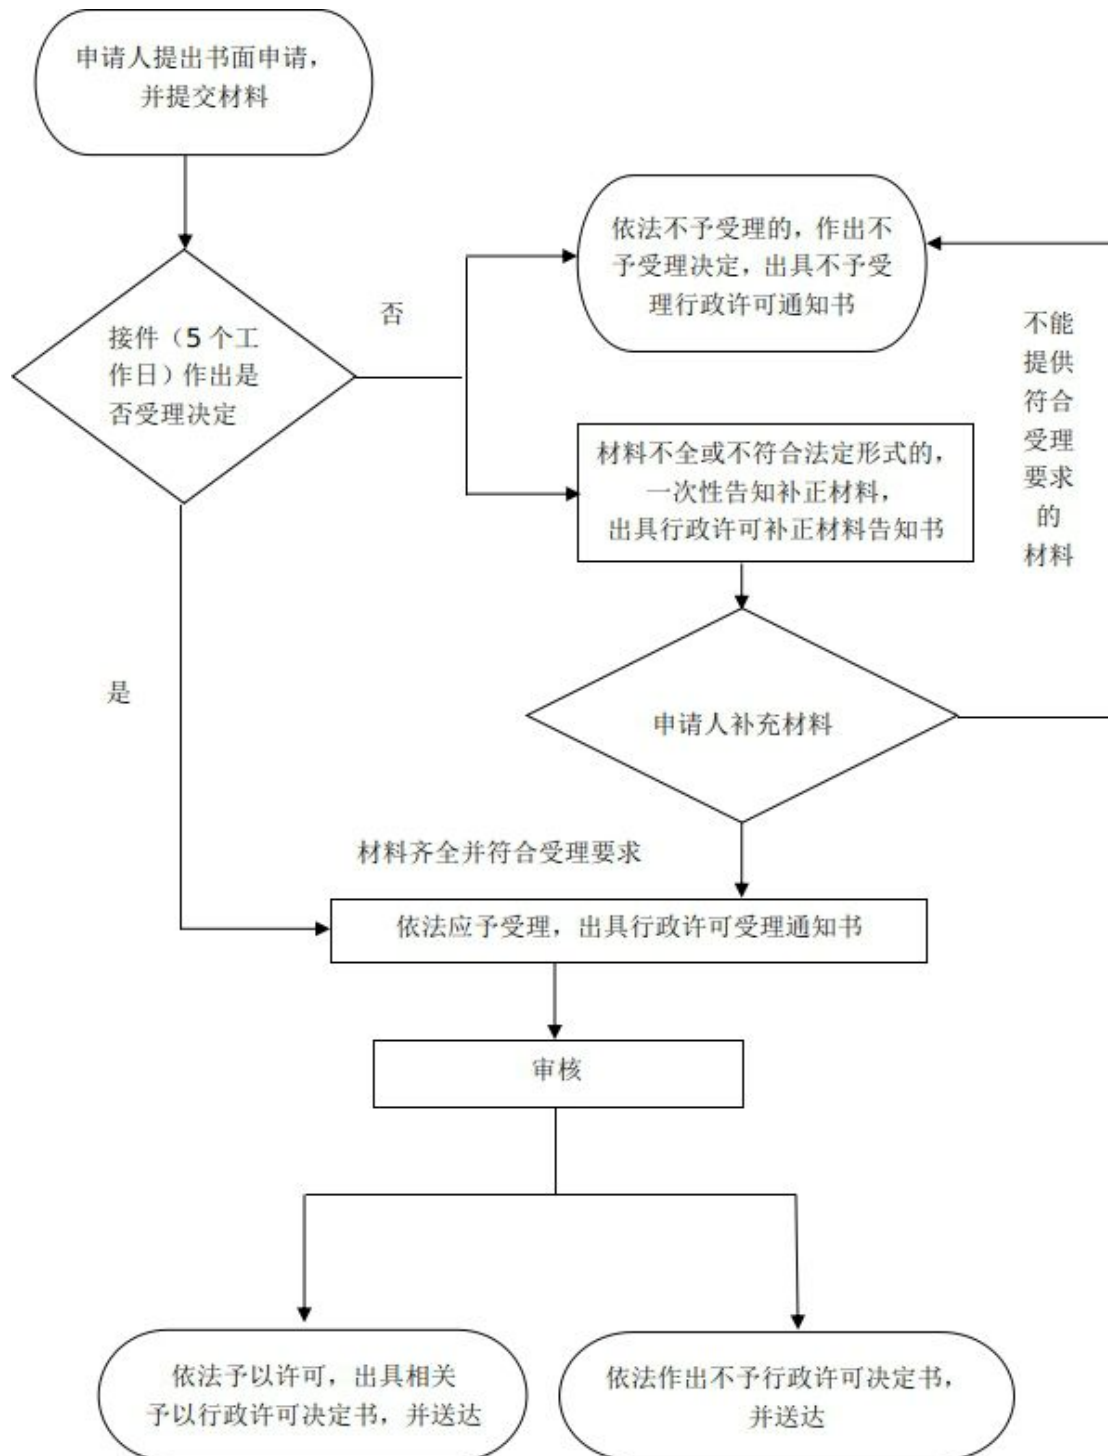 申请人提出书面申请，
并提交材料
依法不予受理的，作出不
予受理决定，出具不予受
理行政许可通知书
否
接件（5 个工
作日）作出是
否受理决定
不能
提供
符合
受理
要求
的
材料
材料不全或不符合法定形式的，
一次性告知补正材料，
出具行政许可补正材料告知书
是
申请人补充材料
材料齐全并符合受理要求
依法应予受理，出具行政许可受理通知书
审核
依法予以许可，出具相关
予以行政许可决定书，并送达
依法作出不予行政许可决定书，
并送达